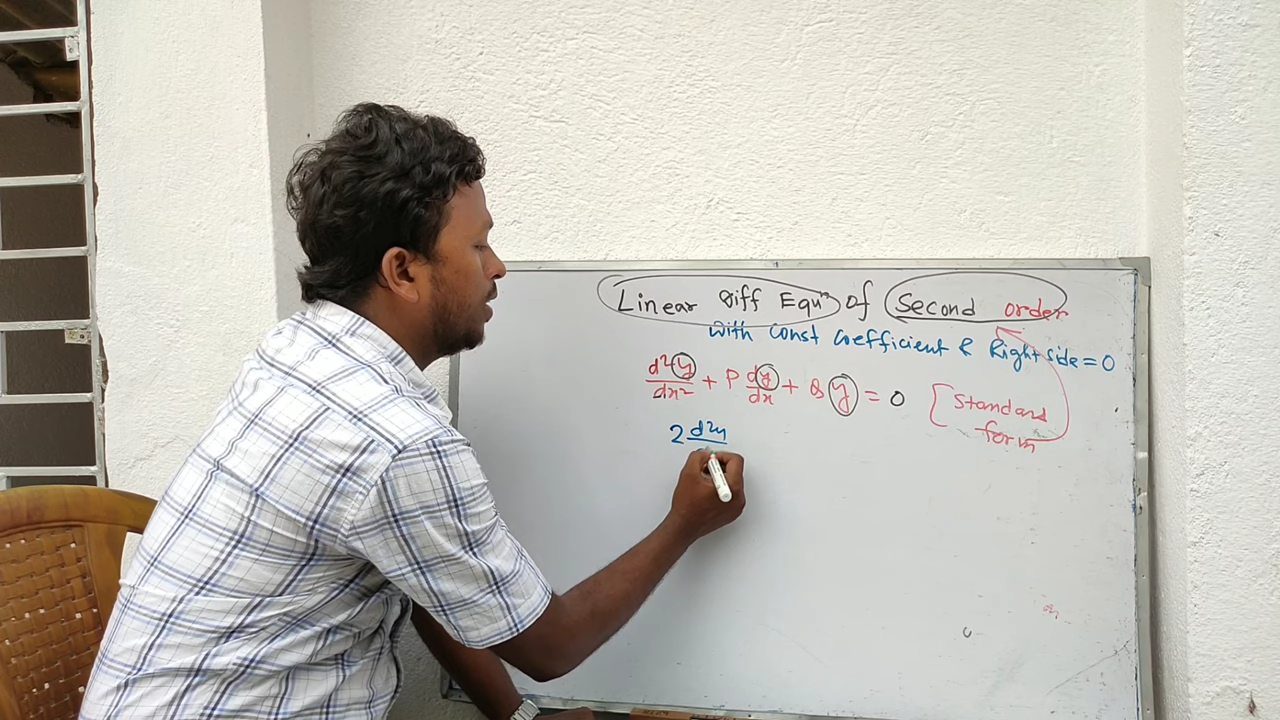 Linear Diff Equⁿ of Second order
with const coefficient & Right side = 0
d²y/dx² + P dy/dx + Q y = 0 [Standard form
2 d²y